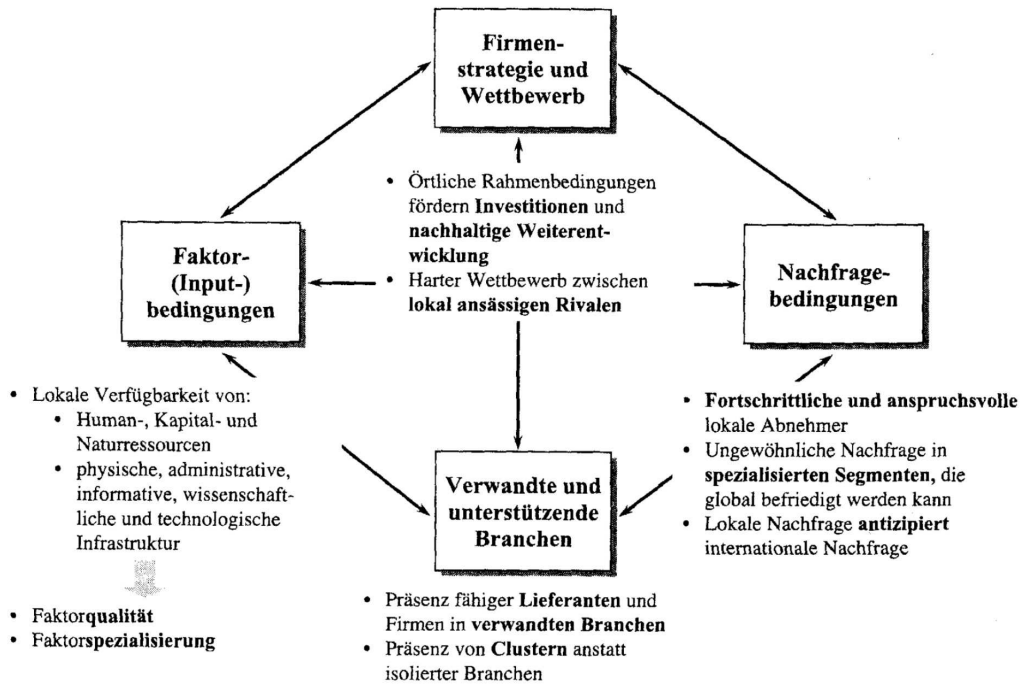 Firmen-
strategie und
Wettbewerb
• Örtliche Rahmenbedingungen
fördern Investitionen und
nachhaltige Weiterent-
wicklung
• Harter Wettbewerb zwischen
lokal ansässigen Rivalen
Faktor-
(Input-)
bedingungen
Nachfrage-
bedingungen
• Lokale Verfügbarkeit von:
• Human-, Kapital- und
Naturressourcen
• physische, administrative,
informative, wissenschaft-
liche und technologische
Infrastruktur
• Faktorqualität
• Faktorspezialisierung
Verwandte und
unterstützende
Branchen
• Präsenz fähiger Lieferanten und
Firmen in verwandten Branchen
• Präsenz von Clustern anstatt
isolierter Branchen
• Fortschrittliche und anspruchsvolle
lokale Abnehmer
• Ungewöhnliche Nachfrage in
spezialisierten Segmenten, die
global befriedigt werden kann
• Lokale Nachfrage antizipiert
internationale Nachfrage